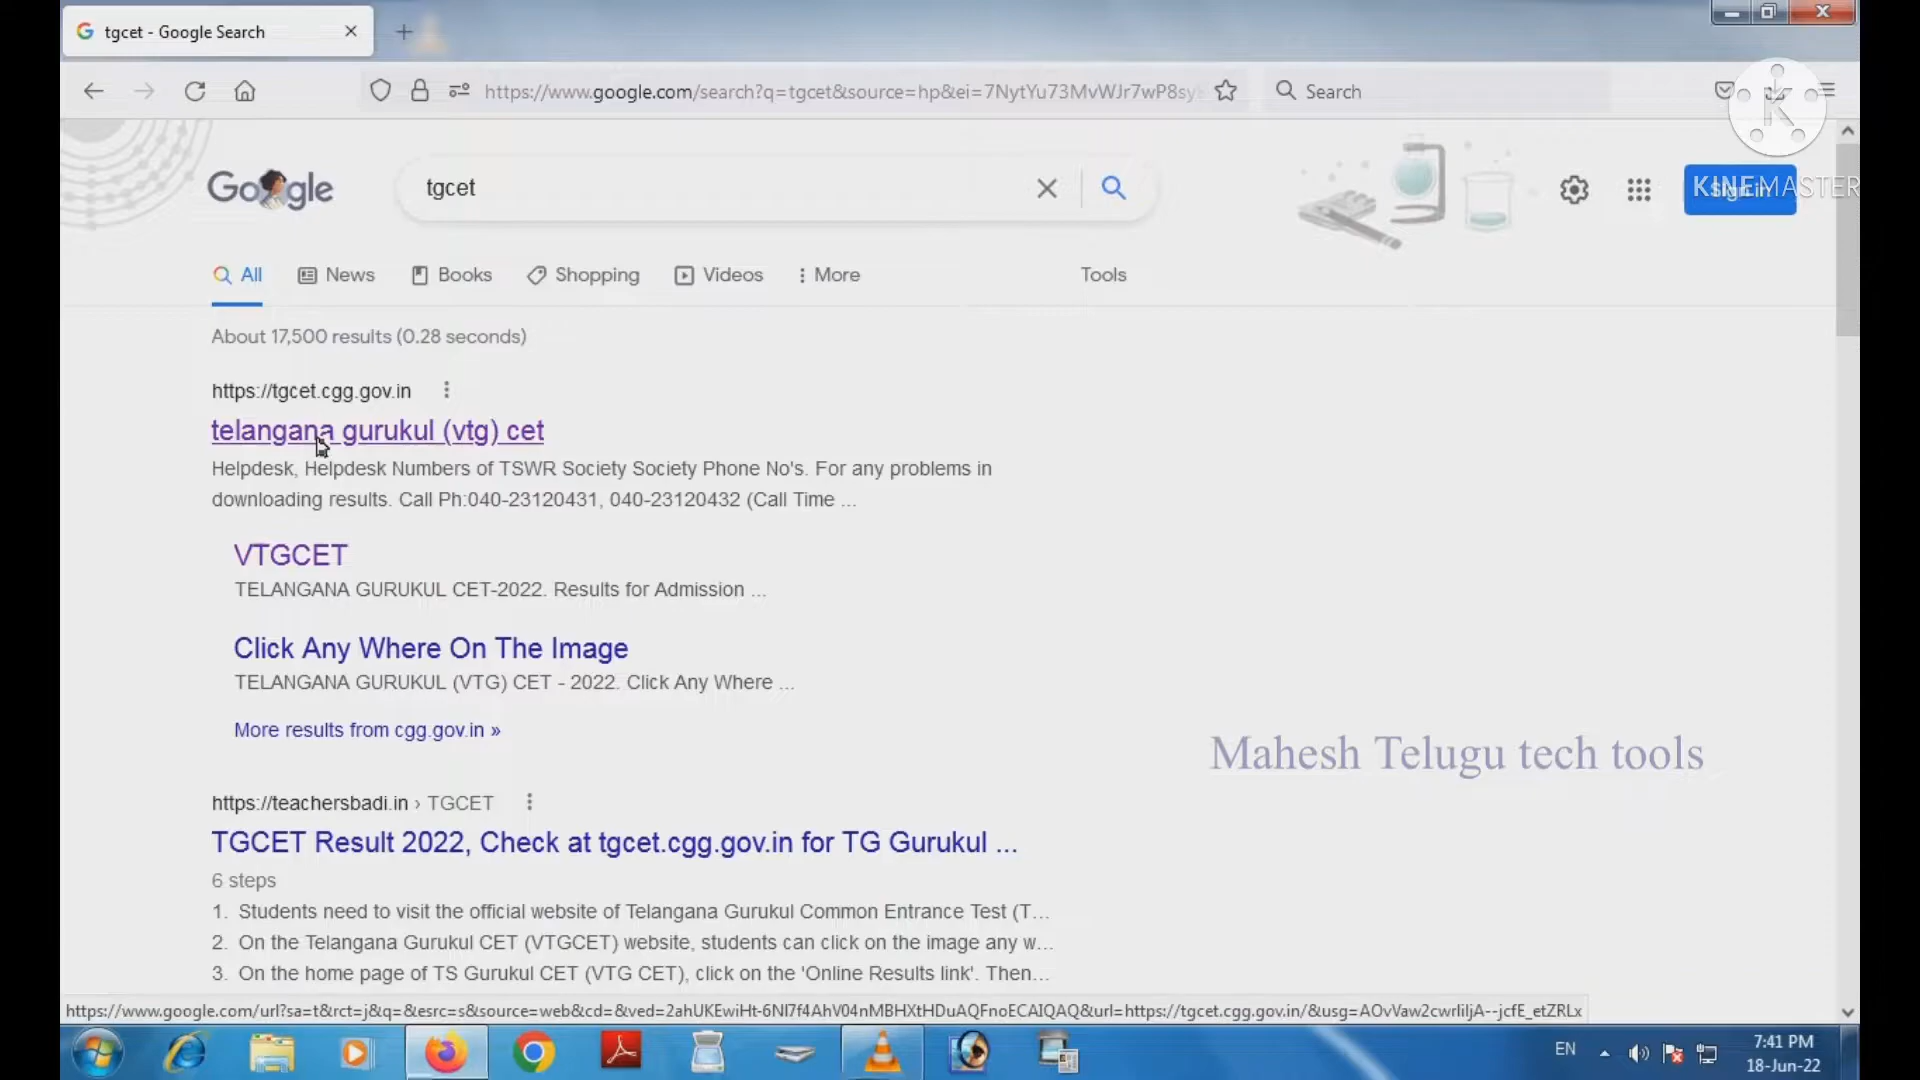 tgcet - Google Search
https://www.google.com/search?q=tgcet&source=hp&ei=7NytYu73MvWJr7wP8sy
Search
Google
tgcet
KINEMASTER
All
News
Books
Shopping
Videos
More
Tools
About 17,500 results (0.28 seconds)
https://tgcet.cgg.gov.in
telangana gurukul (vtg) cet
Helpdesk, Helpdesk Numbers of TSWR Society Society Phone No's. For any problems in
downloading results. Call Ph:040-23120431, 040-23120432 (Call Time ...
VTGCET
TELANGANA GURUKUL CET-2022. Results for Admission ...
Click Any Where On The Image
TELANGANA GURUKUL (VTG) CET - 2022. Click Any Where ...
More results from cgg.gov.in »
Mahesh Telugu tech tools
https://teachersbadi.in › TGCET
TGCET Result 2022, Check at tgcet.cgg.gov.in for TG Gurukul ...
6 steps
1. Students need to visit the official website of Telangana Gurukul Common Entrance Test (T...
2. On the Telangana Gurukul CET (VTGCET) website, students can click on the image any w...
3. On the home page of TS Gurukul CET (VTG CET), click on the 'Online Results link'. Then...
EN
7:41 PM
18-Jun-22